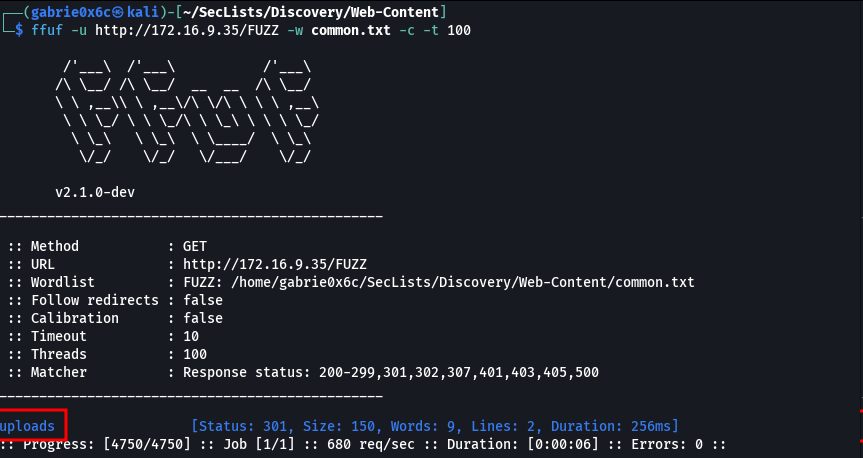 ┌──(gabrie0x6c㉿kali)-[~/SecLists/Discovery/Web-Content]
└─$ ffuf -u http://172.16.9.35/FUZZ -w common.txt -c -t 100
        /'___\  /'___\           /'___\
       /\ \__/ /\ \__/  __  __  /\ \__/
       \ \ ,__\\ \ ,__\/\ \/\ \ \ \ ,__\
        \ \ \_/ \ \ \_/\ \ \_\ \ \ \ \_/
         \ \_\   \ \_\  \ \____/  \ \_\
          \/_/    \/_/   \/___/    \/_/
       v2.1.0-dev
________________________________________________
:: Method           : GET
:: URL              : http://172.16.9.35/FUZZ
:: Wordlist         : FUZZ: /home/gabrie0x6c/SecLists/Discovery/Web-Content/common.txt
:: Follow redirects : false
:: Calibration      : false
:: Timeout          : 10
:: Threads          : 100
:: Matcher          : Response status: 200-299,301,302,307,401,403,405,500
________________________________________________
uploads                 [Status: 301, Size: 150, Words: 9, Lines: 2, Duration: 256ms]
:: Progress: [4750/4750] :: Job [1/1] :: 680 req/sec :: Duration: [0:00:06] :: Errors: 0 ::